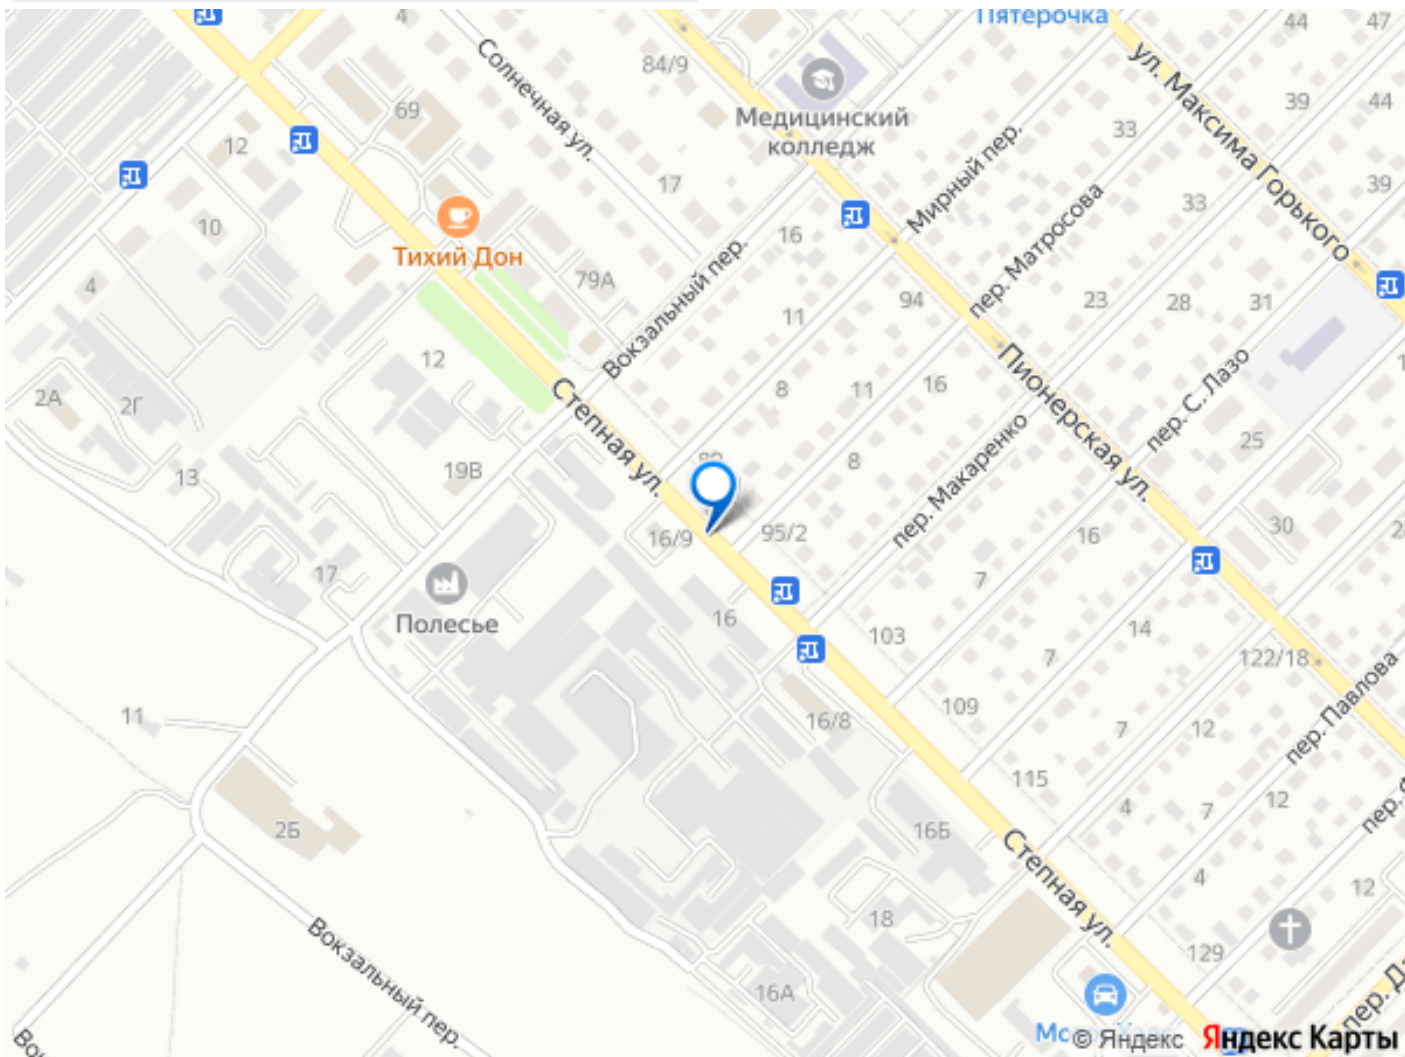 4
Солнечная ул.
84/9
Пятерочка
44
47
ул. Максима Горького
69
Медицинский
колледж
39
44
12
33
17
Мирный пер.
39
10
Тихий Дон
16
33
пер. Матросова
79А
Вокзальный пер.
4
94
23
28
31
11
12
2А
2Г
Степная ул.
8
11
16
Пионерская ул.
пер. С. Лазо
25
13
19В
8
пер. Макаренко
16/9
95/2
16
30
17
7
Полесье
16
103
14
7
122/18
11
16/8
109
7
12
пер. Павлова
115
4
7
12
2Б
16Б
Степная ул.
4
12
18
Вокзальный пер.
129
16А
© Яндекс
Яндекс Карты